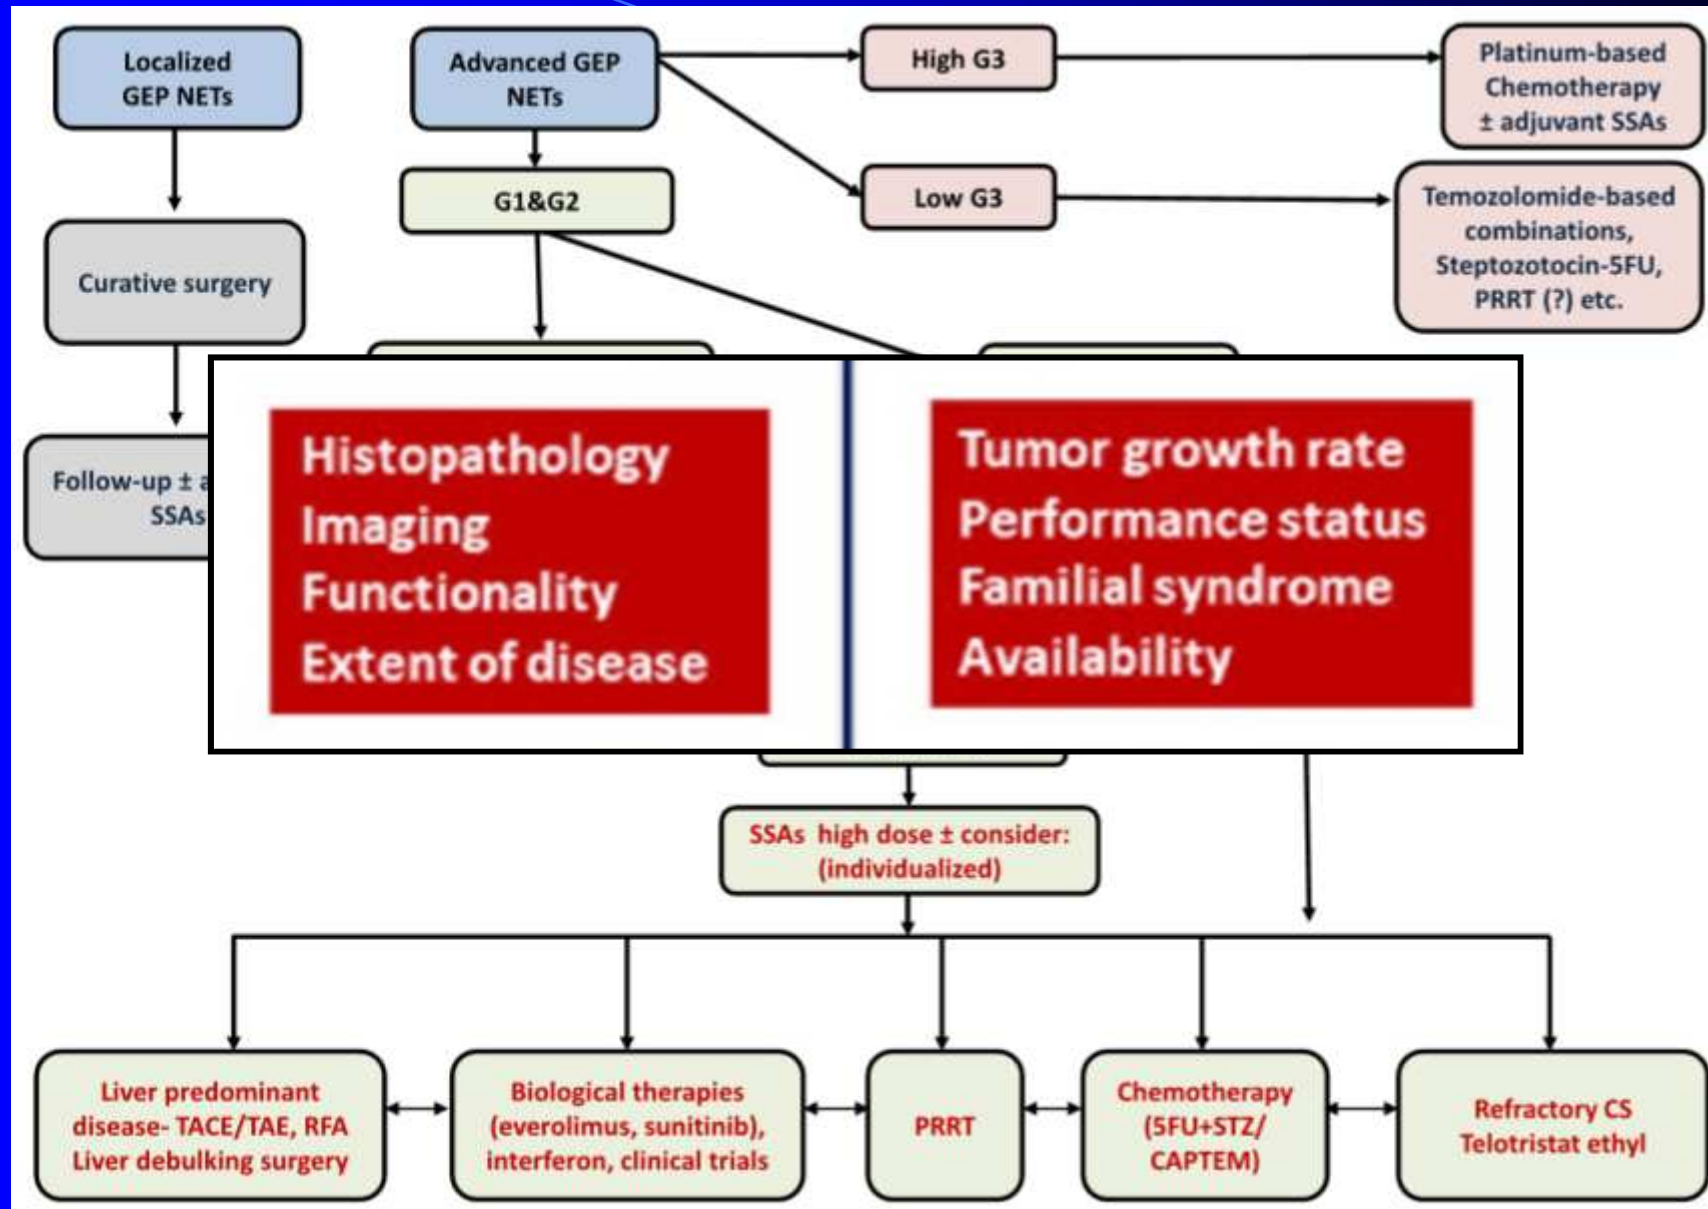 Localized
GEP NETs
Advanced GEP
NETs
High G3
Platinum-based
Chemotherapy
± adjuvant SSAs
G1&G2
Low G3
Temozolomide-based
combinations,
Steptozotocin-5FU,
PRRT (?) etc.
Curative surgery
Follow-up ± a
SSAs
Histopathology
Imaging
Functionality
Extent of disease
Tumor growth rate
Performance status
Familial syndrome
Availability
SSAs high dose ± consider:
(individualized)
Liver predominant
disease- TACE/TAE, RFA
Liver debulking surgery
Biological therapies
(everolimus, sunitinib),
interferon, clinical trials
PRRT
Chemotherapy
(5FU+STZ/
CAPTEM)
Refractory CS
Telotristat ethyl